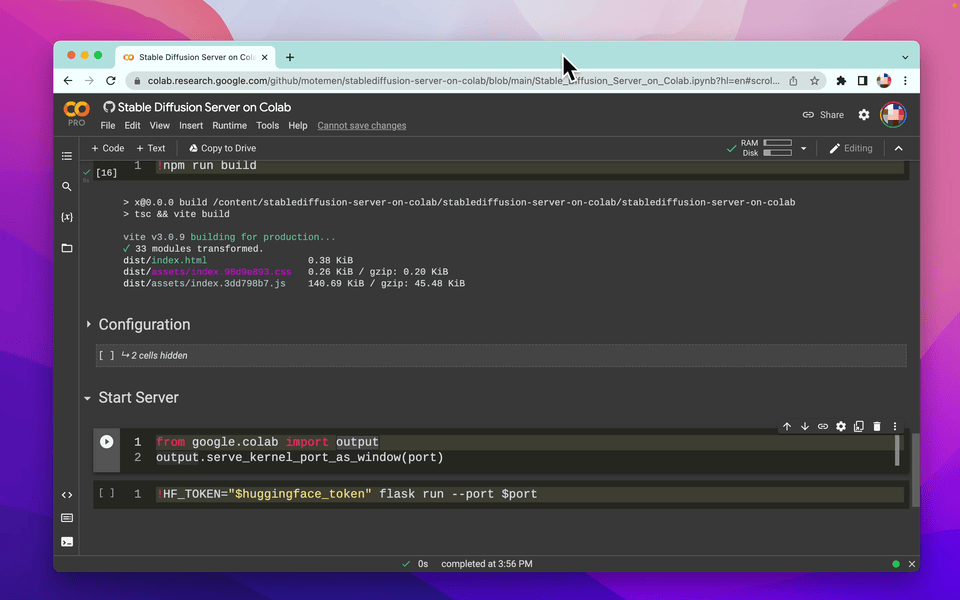 Stable Diffusion Server on Col
colab.research.google.com/github/motemen/stablediffusion-server-on-colab/blob/main/Stable_Diffusion_Server_on_Colab.ipynb?hl=en#scrol...
PRO
Stable Diffusion Server on Colab
File Edit View Insert Runtime Tools Help Cannot save changes
Share
+ Code + Text Copy to Drive
RAM
Disk
Editing
[16] 1 !npm run build
> x@0.0.0 build /content/stablediffusion-server-on-colab/stablediffusion-server-on-colab/stablediffusion-server-on-colab
> tsc && vite build
vite v3.0.9 building for production...
✓ 33 modules transformed.
dist/index.html 0.38 KiB
dist/assets/index.98d9e893.css 0.26 KiB / gzip: 0.20 KiB
dist/assets/index.3dd798b7.js 140.69 KiB / gzip: 45.48 KiB
Configuration
[ ] ↳ 2 cells hidden
Start Server
1 from google.colab import output
2 output.serve_kernel_port_as_window(port)
[ ] 1 !HF_TOKEN="$huggingface_token" flask run --port $port
✓ 0s completed at 3:56 PM